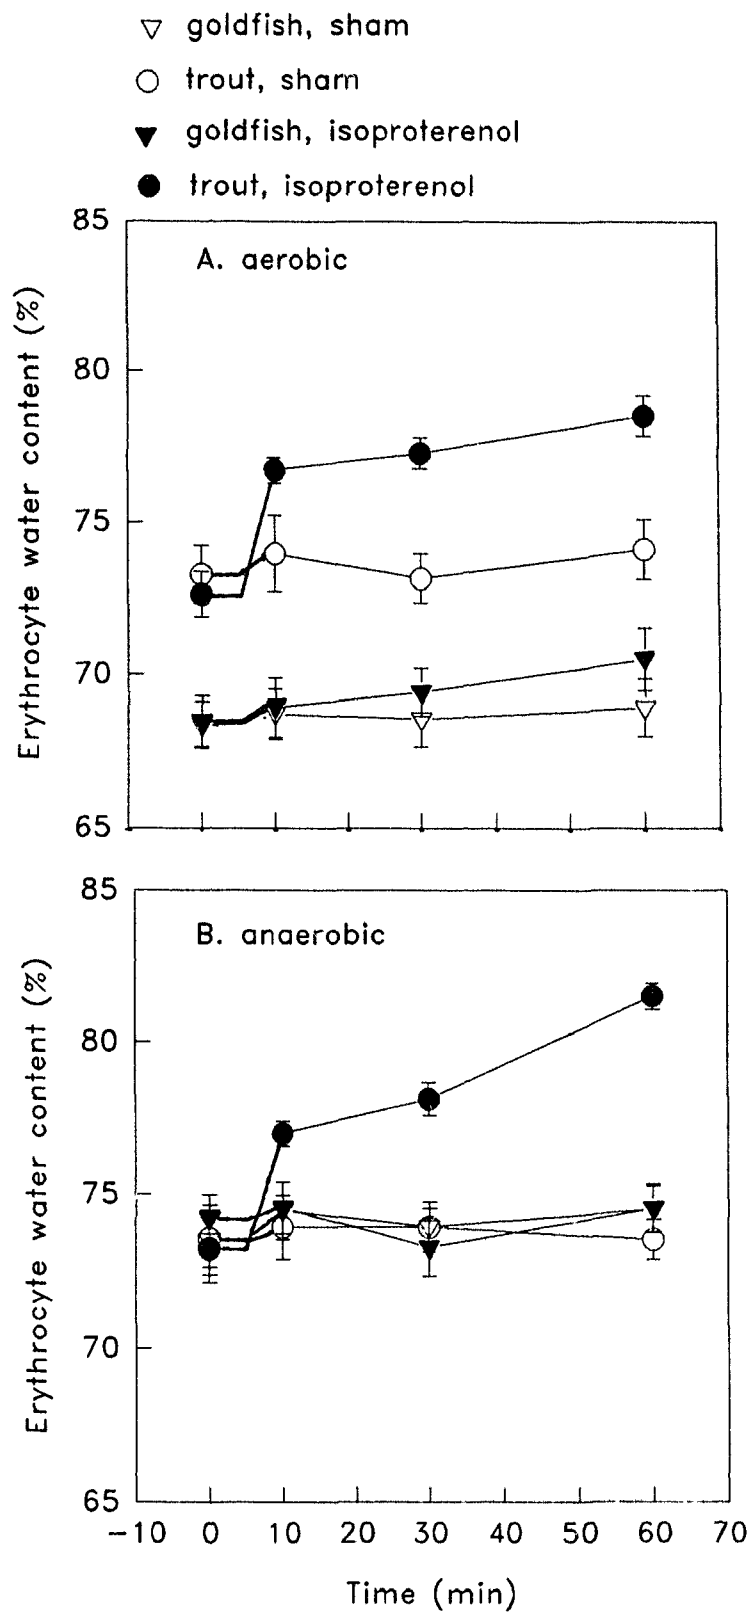 goldfish, sham
trout, sham
goldfish, isoproterenol
trout, isoproterenol
85
A. aerobic
80
75
70
65
Erythrocyte water content (%)
85
B. anaerobic
80
75
70
65
Erythrocyte water content (%)
-10 0 10 20 30 40 50 60 70
Time (min)